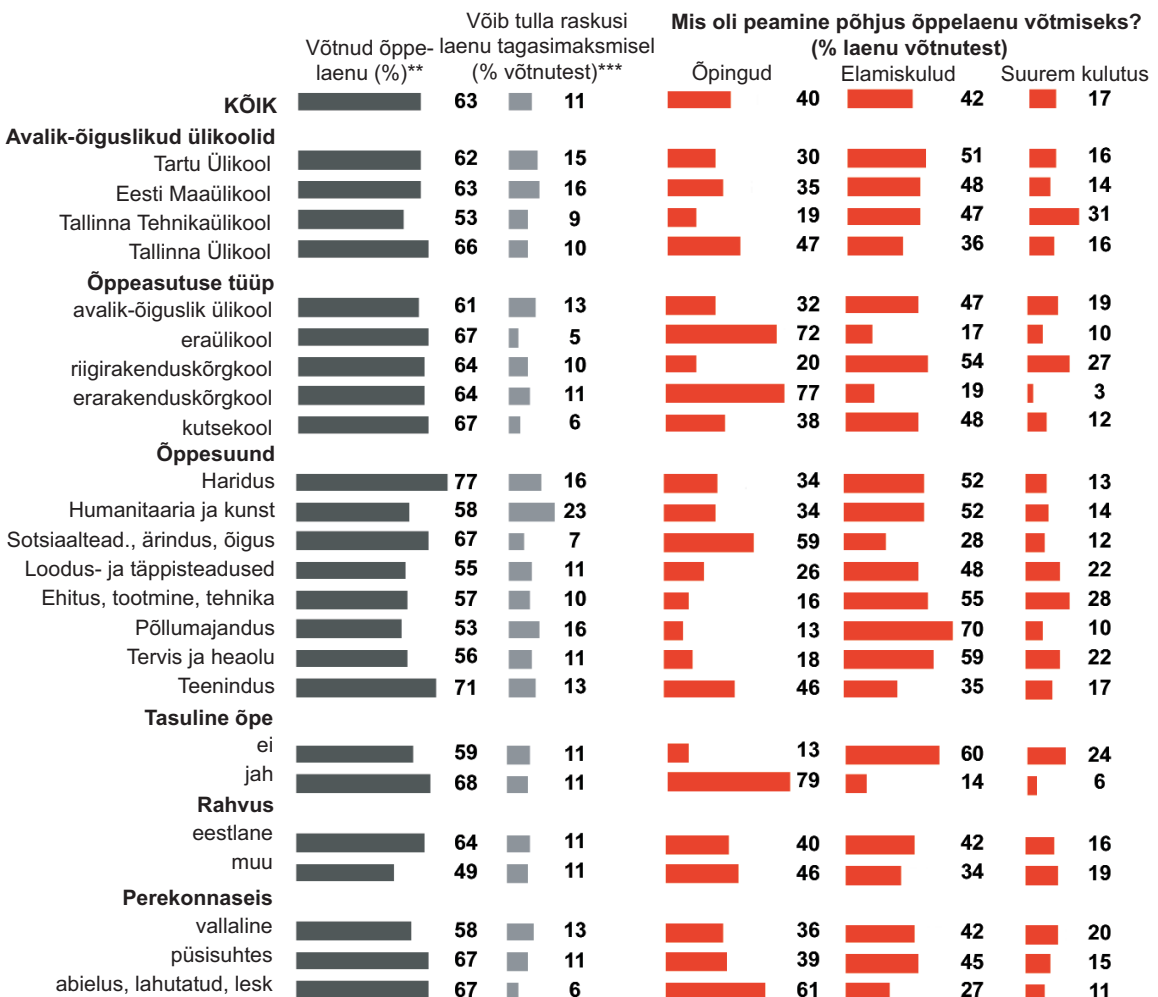 Võtnud õppe-
laenu (%)**
Võib tulla raskusi
laenu tagasimaksmisel
(% võtnutest)***
Mis oli peamine põhjus õppelaenu võtmiseks?
(% laenu võtnutest)
Õpingud Elamiskulud Suurem kulutus
KÕIK 63 11 40 42 17
Avalik-õiguslikud ülikoolid
Tartu Ülikool 62 15 30 51 16
Eesti Maaülikool 63 16 35 48 14
Tallinna Tehnikaülikool 53 9 19 47 31
Tallinna Ülikool 66 10 47 36 16
Õppeasutuse tüüp
avalik-õiguslik ülikool 61 13 32 47 19
eraülikool 67 5 72 17 10
riigirakenduskõrgkool 64 10 20 54 27
erarakenduskõrgkool 64 11 77 19 3
kutsekool 67 6 38 48 12
Õppesuund
Haridus 77 16 34 52 13
Humanitaaria ja kunst 58 23 34 52 14
Sotsiaaltead., ärindus, õigus 67 7 59 28 12
Loodus- ja täppisteadused 55 11 26 48 22
Ehitus, tootmine, tehnika 57 10 16 55 28
Põllumajandus 53 16 13 70 10
Tervis ja heaolu 56 11 18 59 22
Teenindus 71 13 46 35 17
Tasuline õpe
ei 59 11 13 60 24
jah 68 11 79 14 6
Rahvus
eestlane 64 11 40 42 16
muu 49 11 46 34 19
Perekonnaseis
vallaline 58 13 36 42 20
püsisuhtes 67 11 39 45 15
abielus, lahutatud, lesk 67 6 61 27 11